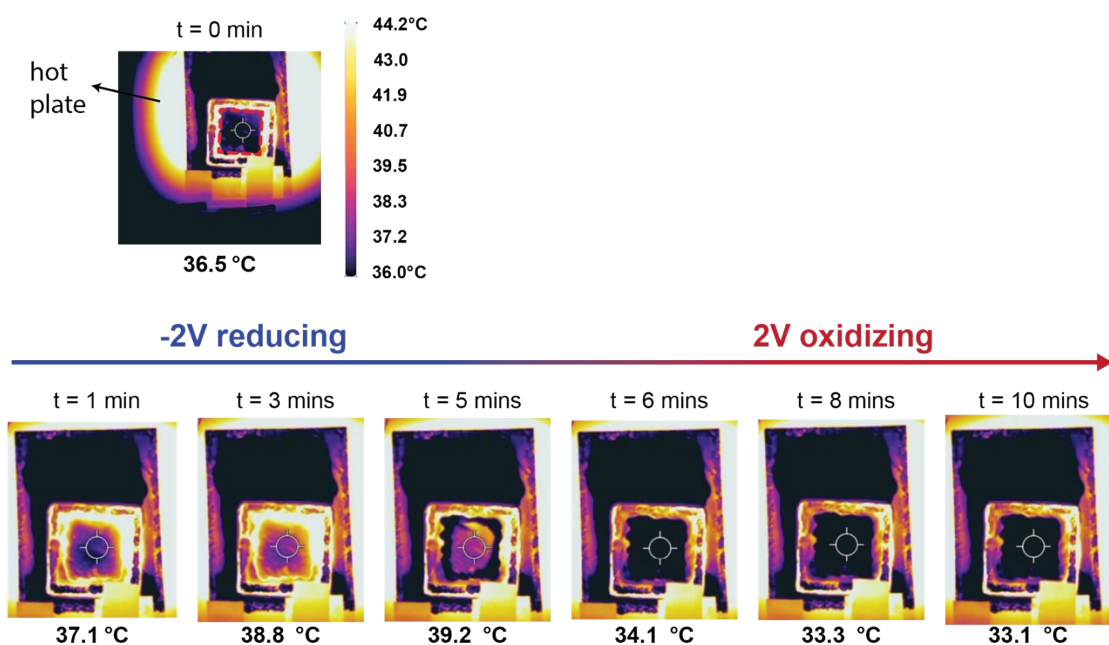 t = 0 min
hot
plate
44.2°C
43.0
41.9
40.7
39.5
38.3
37.2
36.0°C
36.5 °C
-2V reducing
2V oxidizing
t = 1 min
t = 3 mins
t = 5 mins
t = 6 mins
t = 8 mins
t = 10 mins
37.1 °C
38.8 °C
39.2 °C
34.1 °C
33.3 °C
33.1 °C